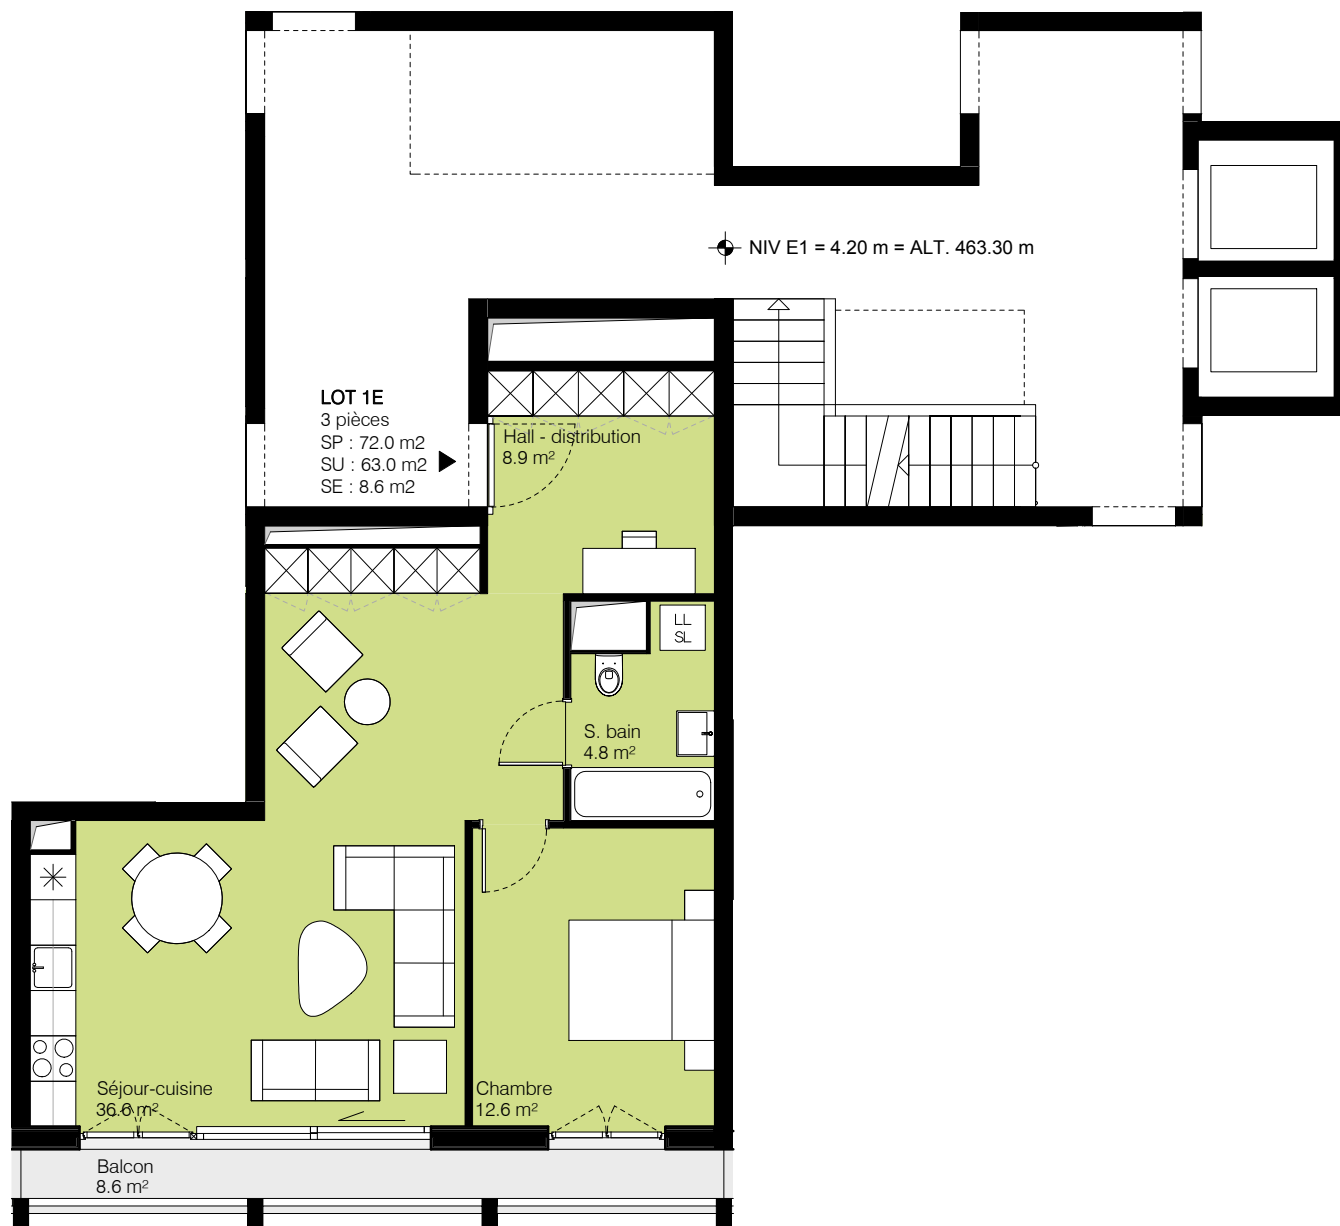 NIV E1 = 4.20 m = ALT. 463.30 m
LOT 1E
3 pièces
SP : 72.0 m2
SU : 63.0 m2
SE : 8.6 m2
Hall - distribution
8.9 m²
LL
SL
S. bain
4.8 m²
Séjour-cuisine
36.6 m²
Chambre
12.6 m²
Balcon
8.6 m²